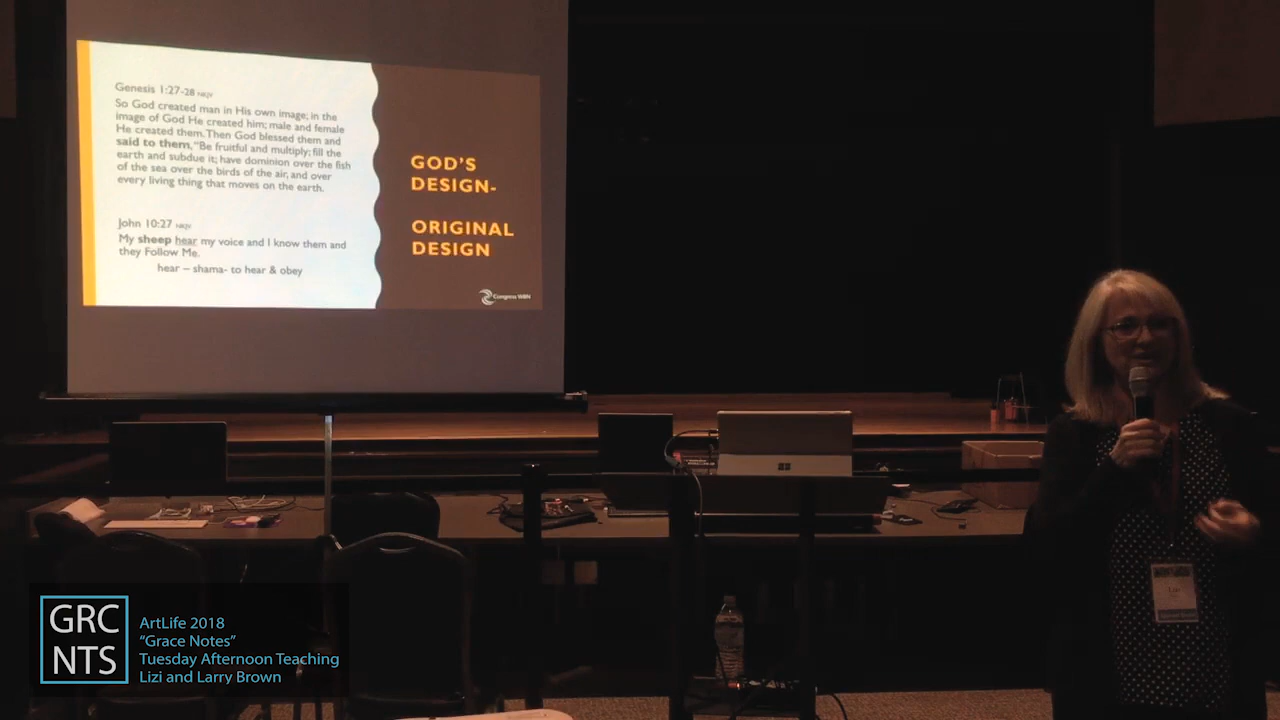 Genesis 1:27-28 NKJV
So God created man in His own image; in the
image of God He created him; male and female
He created them. Then God blessed them and
said to them, "Be fruitful and multiply; fill the
earth and subdue it; have dominion over the fish
of the sea over the birds of the air, and over
every living thing that moves on the earth.
John 10:27 NKJV
My sheep hear my voice and I know them and
they Follow Me.
hear – shama- to hear & obey
GOD'S
DESIGN-
ORIGINAL
DESIGN
Congress WBN
GRC
NTS
ArtLife 2018
"Grace Notes"
Tuesday Afternoon Teaching
Lizi and Larry Brown